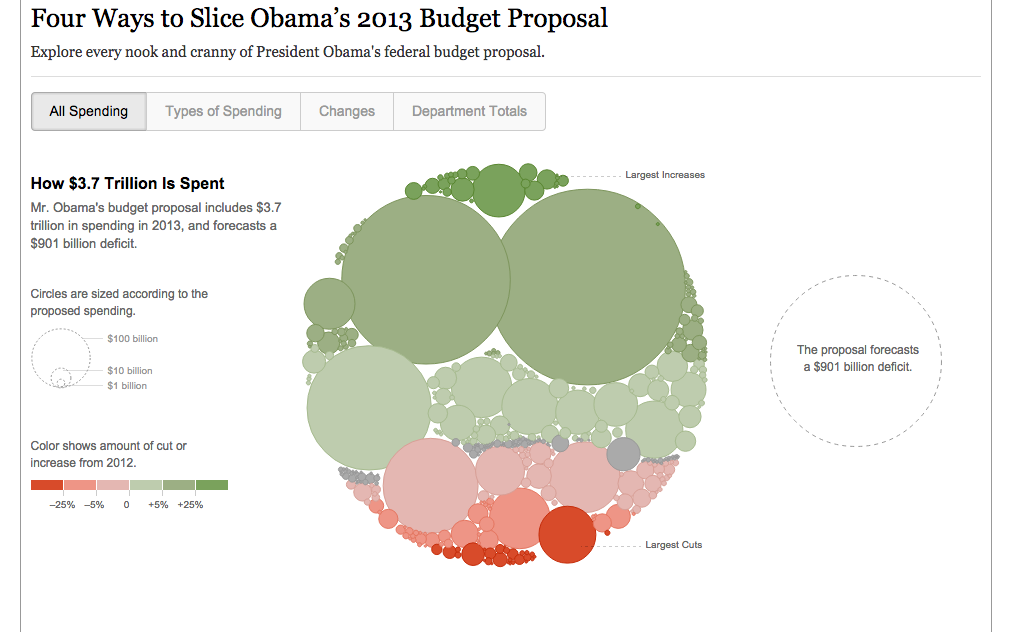 Four Ways to Slice Obama’s 2013 Budget Proposal
Explore every nook and cranny of President Obama's federal budget proposal.
All Spending
Types of Spending
Changes
Department Totals
How $3.7 Trillion Is Spent
Mr. Obama's budget proposal includes $3.7
trillion in spending in 2013, and forecasts a
$901 billion deficit.
Circles are sized according to the
proposed spending.
$100 billion
$10 billion
$1 billion
Color shows amount of cut or
increase from 2012.
−25% −5% 0 +5% +25%
Largest Increases
Largest Cuts
The proposal forecasts
a $901 billion deficit.